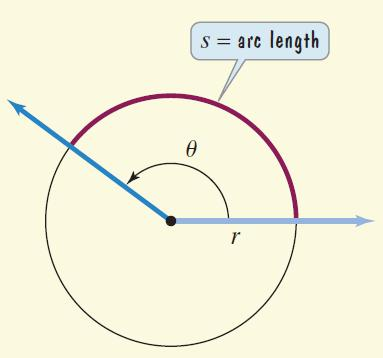 s = arc length
θ
r